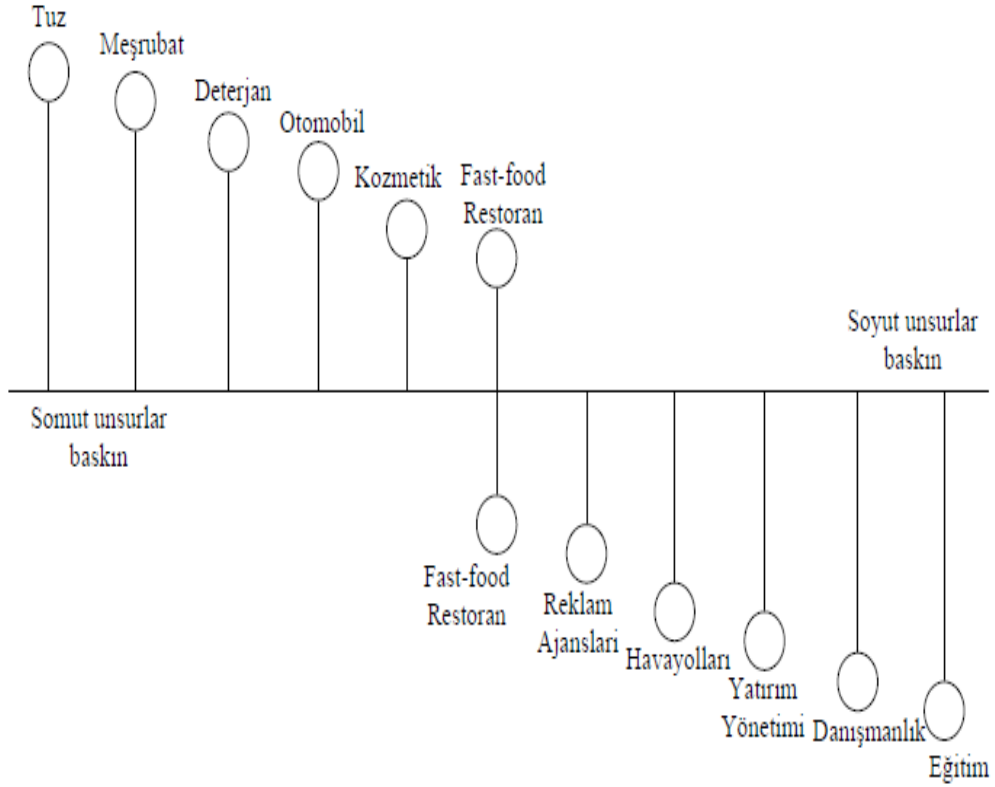 Tuz
Meşrubat
Deterjan
Otomobil
Kozmetik
Fast-food
Restoran
Soyut unsurlar
baskın
Somut unsurlar
baskın
Fast-food
Restoran
Reklam
Ajanslari
Havayolları
Yatırım
Yönetimi
Danışmanlık
Eğitim